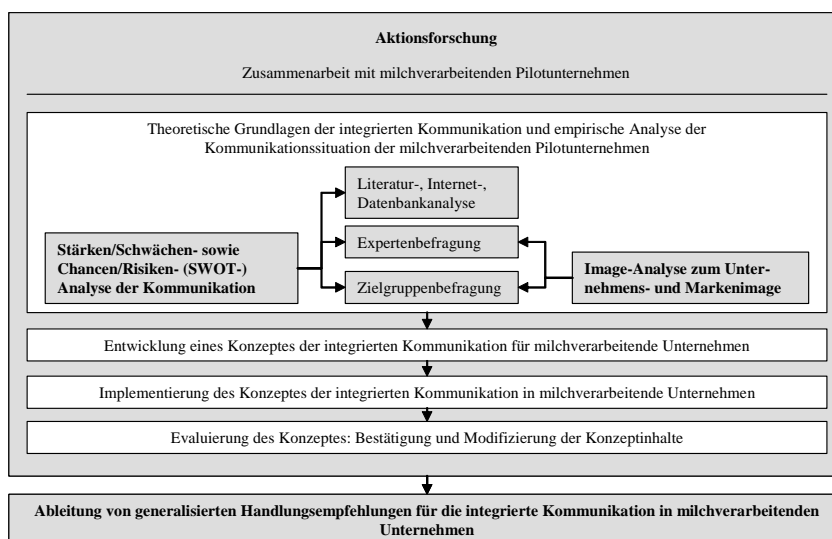 Aktionsforschung
Zusammenarbeit mit milchverarbeitenden Pilotunternehmen
Theoretische Grundlagen der integrierten Kommunikation und empirische Analyse der
Kommunikationssituation der milchverarbeitenden Pilotunternehmen
Literatur-, Internet-,
Datenbankanalyse
Stärken/Schwächen- sowie
Chancen/Risiken- (SWOT-)
Analyse der Kommunikation
Expertenbefragung
Zielgruppenbefragung
Image-Analyse zum Unter-
nehmens- und Markenimage
Entwicklung eines Konzeptes der integrierten Kommunikation für milchverarbeitende Unternehmen
Implementierung des Konzeptes der integrierten Kommunikation in milchverarbeitende Unternehmen
Evaluierung des Konzeptes: Bestätigung und Modifizierung der Konzeptinhalte
Ableitung von generalisierten Handlungsempfehlungen für die integrierte Kommunikation in milchverarbeitenden
Unternehmen